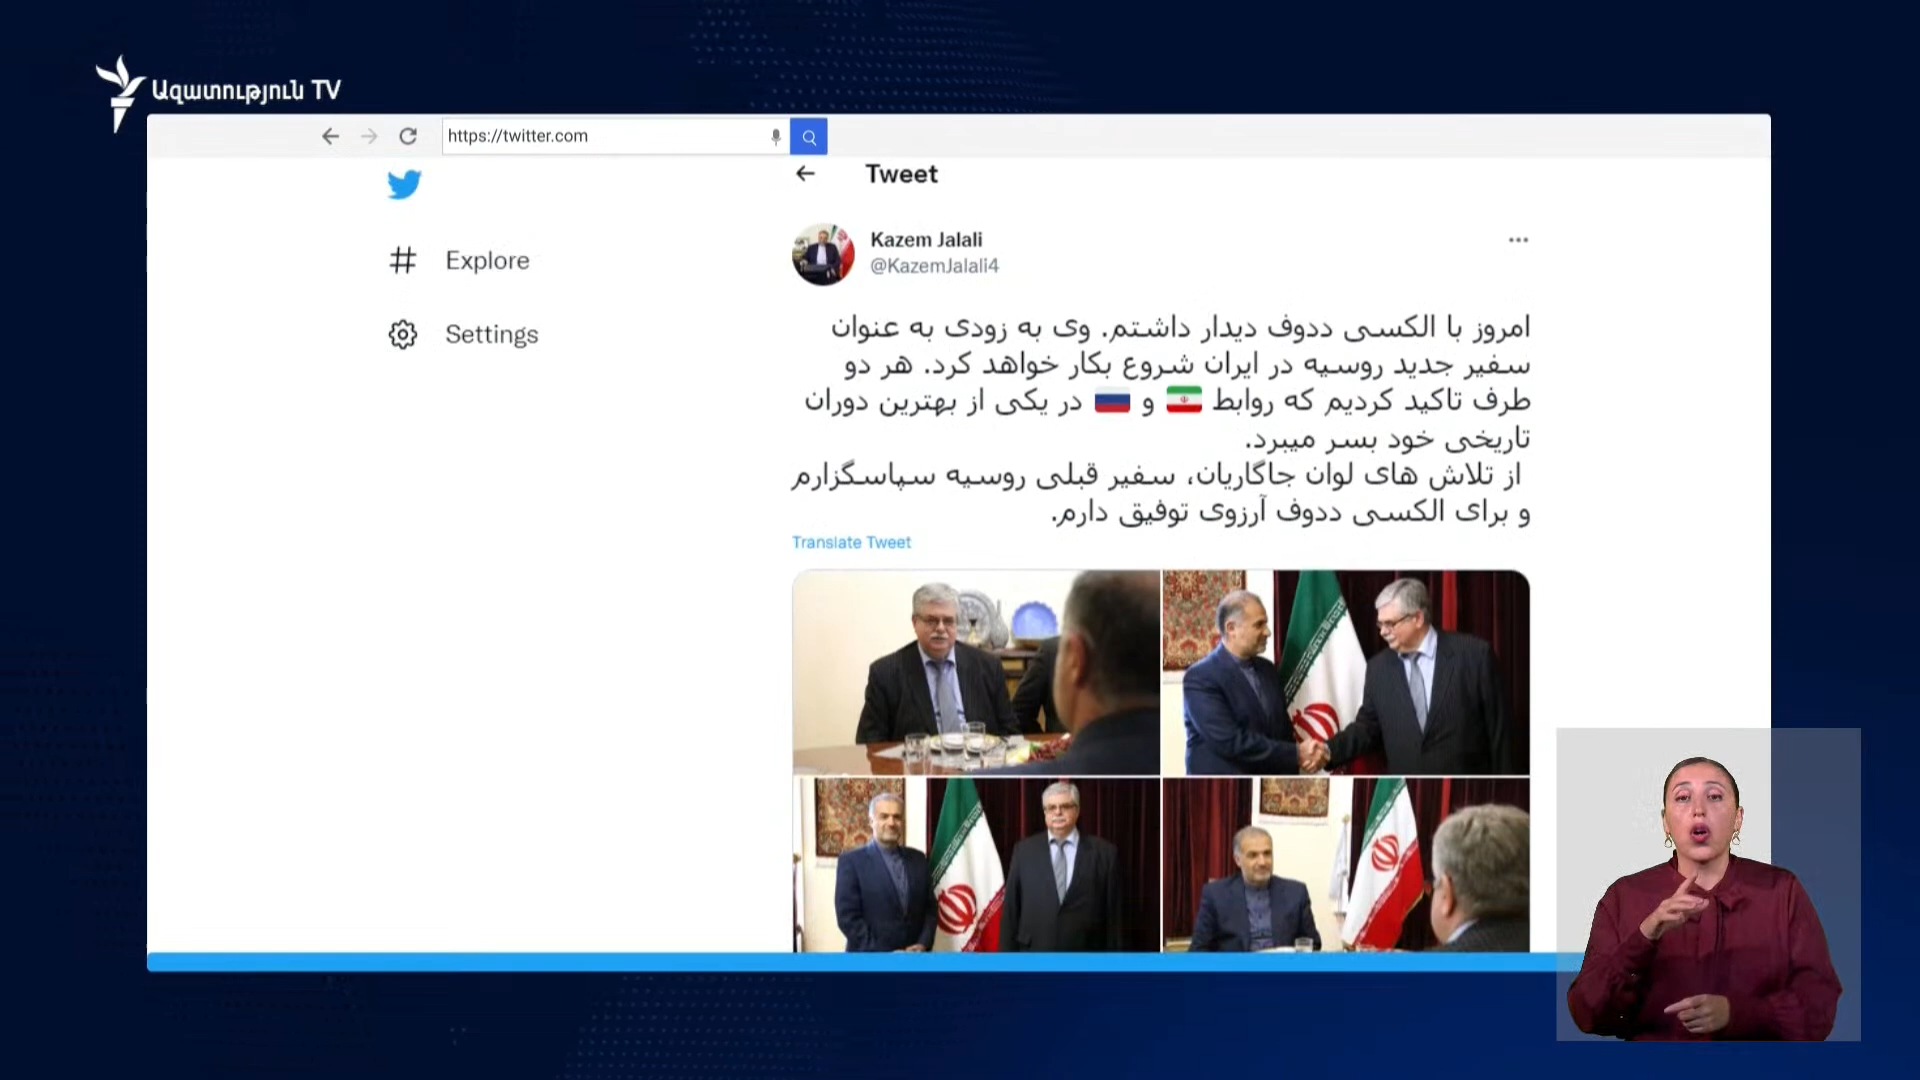 Ազատություն TV
https://twitter.com
Tweet
Explore
Settings
Kazem Jalali
@KazemJalali4
امروز با الکسی ددوف دیدار داشتم. وی به زودی به عنوان
سفیر جدید روسیه در ایران شروع بکار خواهد کرد. هر دو
طرف تاکید کردیم که روابط 🇮🇷 و 🇷🇺 در یکی از بهترین دوران
تاریخی خود بسر میبرد.
از تلاش های لوان جاگاریان، سفیر قبلی روسیه سپاسگزارم
و برای الکسی ددوف آرزوی توفیق دارم.
Translate Tweet